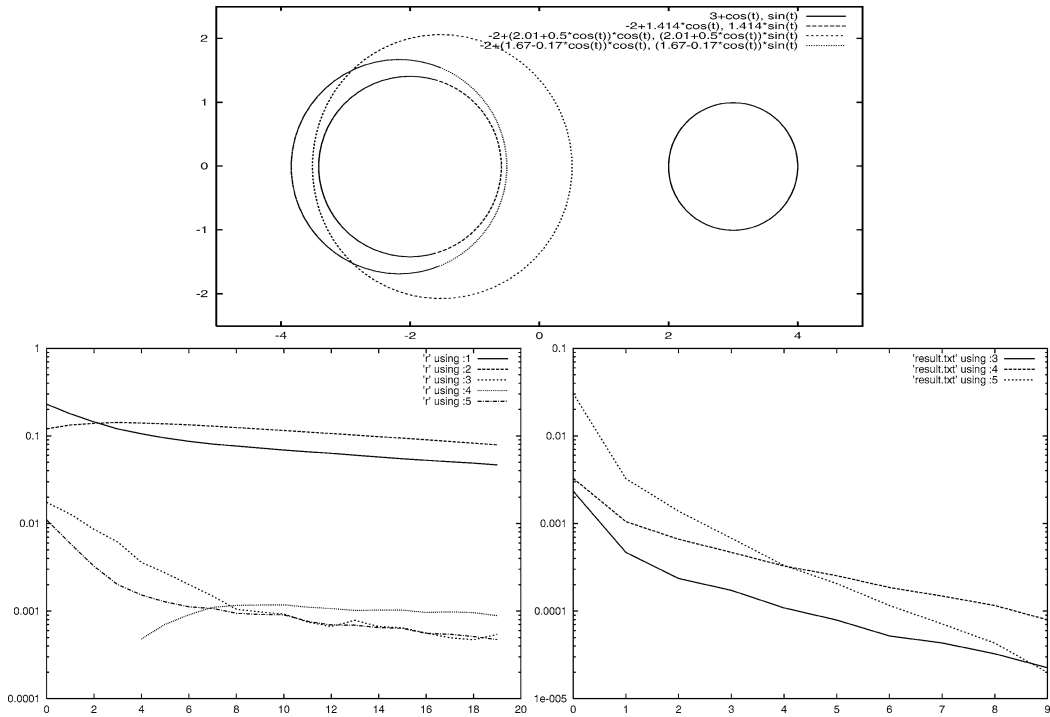 3+cos(t), sin(t)
-2+1.414*cos(t), 1.414*sin(t)
-2+(2.01+0.5*cos(t))*cos(t), (2.01+0.5*cos(t))*sin(t)
-2+(1.67-0.17*cos(t))*cos(t), (1.67-0.17*cos(t))*sin(t)
2
1
0
-1
-2
-4 -2 0 2 4
'r' using :1
'r' using :2
'r' using :3
'r' using :4
'r' using :5
1
0.1
0.01
0.001
0.0001
0 2 4 6 8 10 12 14 16 18 20
'result.txt' using :3
'result.txt' using :4
'result.txt' using :5
0.1
0.01
0.001
0.0001
1e-005
0 1 2 3 4 5 6 7 8 9